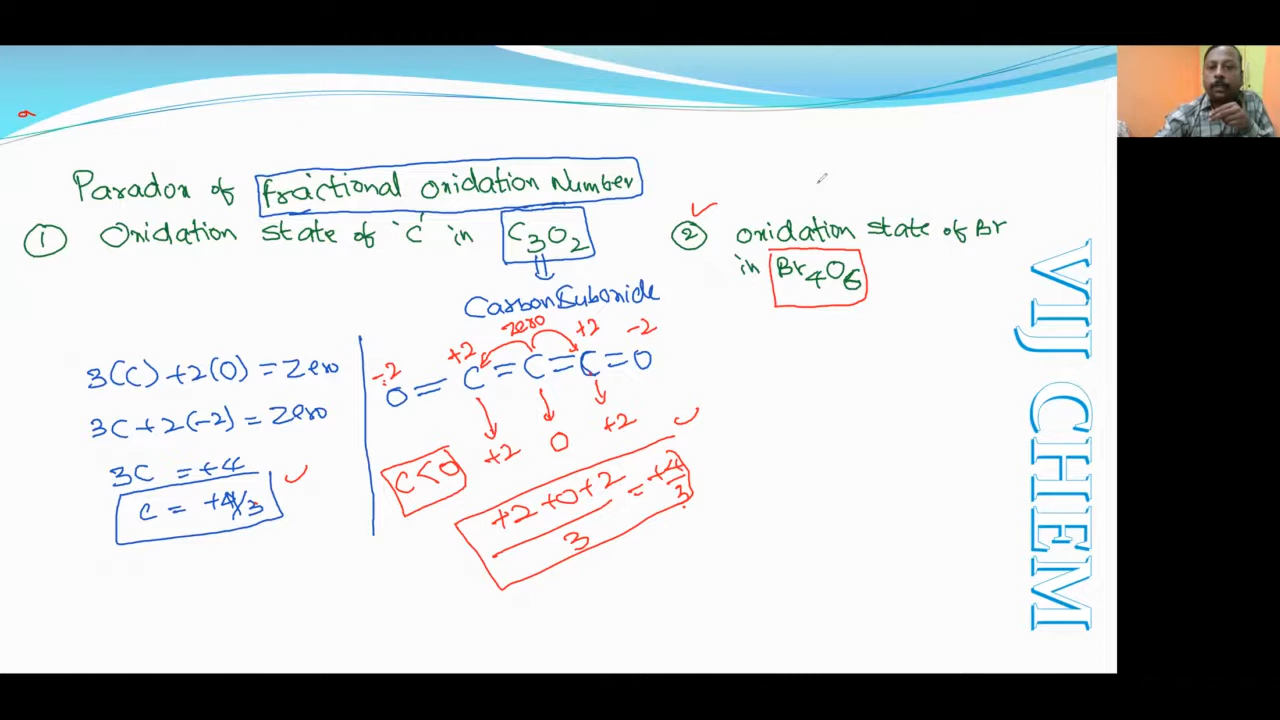 Paradox of fractional oxidation Number
① Oxidation state of 'C' in C₃O₂
Carbon Suboxide
3(C) + 2(O) = Zero
3C + 2(-2) = Zero
3C = +4
C = +4/3
zero
-2 +2 +2 -2
O = C = C = C = O
+2 0 +2
C < O
+2 + 0 + 2 / 3 = +4/3
② oxidation state of Br
in Br₄O₆
VIJ CHEM